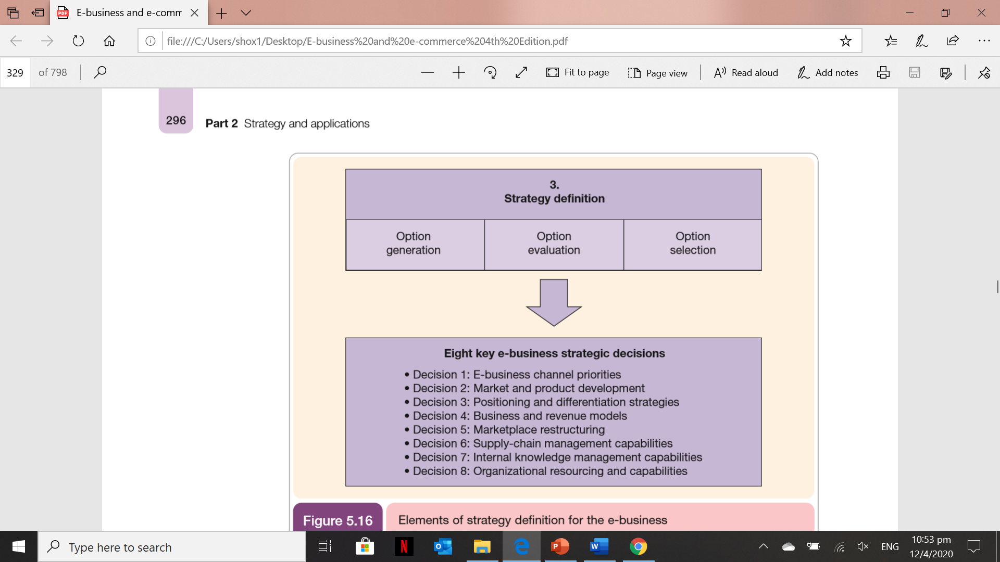 E-business and e-comm
file:///C:/Users/shox1/Desktop/E-business%20and%20e-commerce%204th%20Edition.pdf
329 of 798
Fit to page
Page view
Read aloud
Add notes
296
Part 2 Strategy and applications
3.
Strategy definition
Option
generation
Option
evaluation
Option
selection
Eight key e-business strategic decisions
• Decision 1: E-business channel priorities
• Decision 2: Market and product development
• Decision 3: Positioning and differentiation strategies
• Decision 4: Business and revenue models
• Decision 5: Marketplace restructuring
• Decision 6: Supply-chain management capabilities
• Decision 7: Internal knowledge management capabilities
• Decision 8: Organizational resourcing and capabilities
Figure 5.16 Elements of strategy definition for the e-business
Type here to search
ENG
10:53 pm
12/4/2020